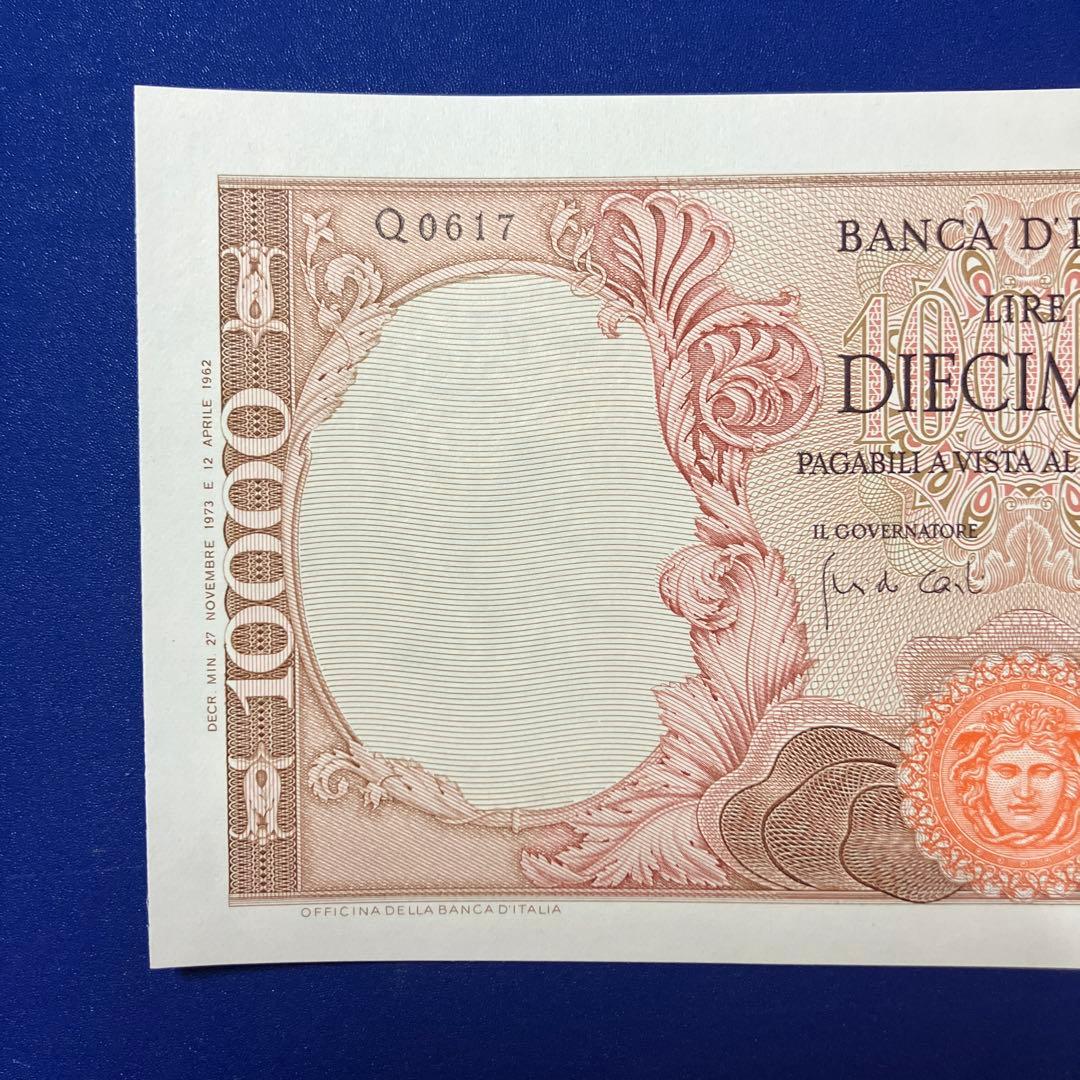 Q0617
BANCA D'I
LIRE
10000
DIECIM
PAGABILI A VISTA AL
IL GOVERNATORE
DECR. MIN. 27 NOVEMBRE 1973 E 12 APRILE 1962
OFFICINA DELLA BANCA D'ITALIA